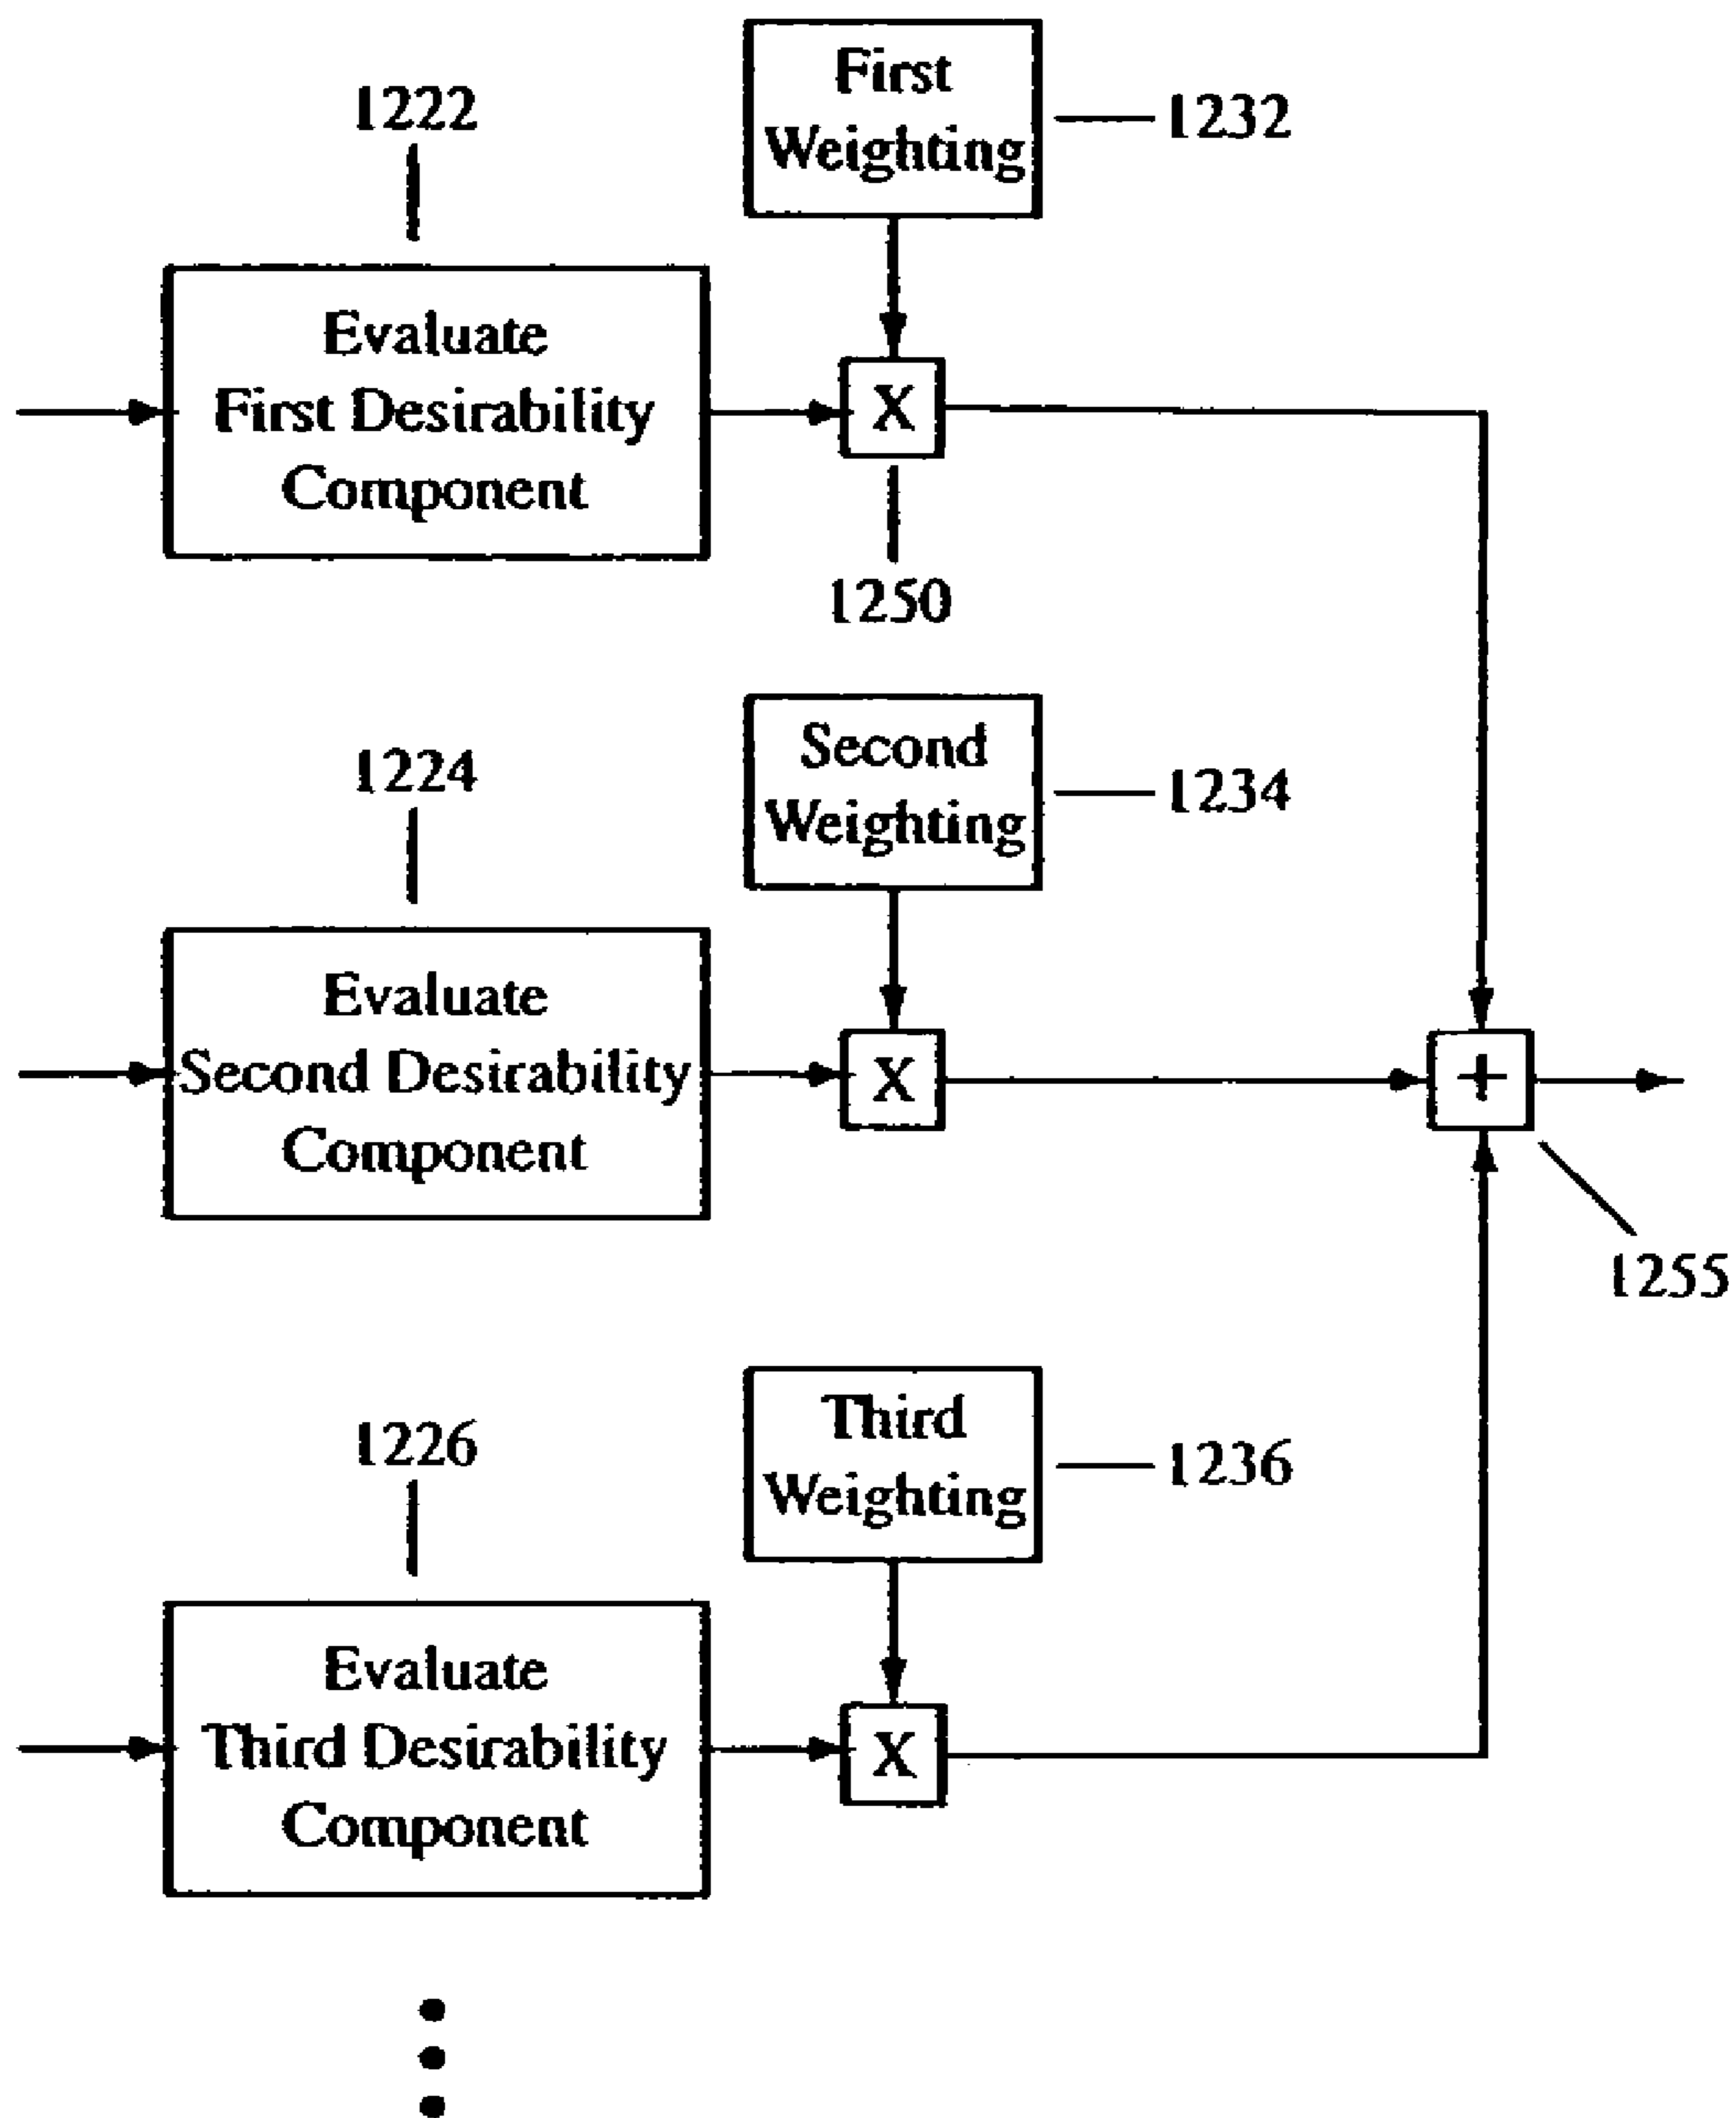 First
Weighting
1232
1222
Evaluate
First Desirability
Component
X
1250
Second
Weighting
1234
1224
Evaluate
Second Desirability
Component
X
+
1255
Third
Weighting
1236
1226
Evaluate
Third Desirability
Component
X